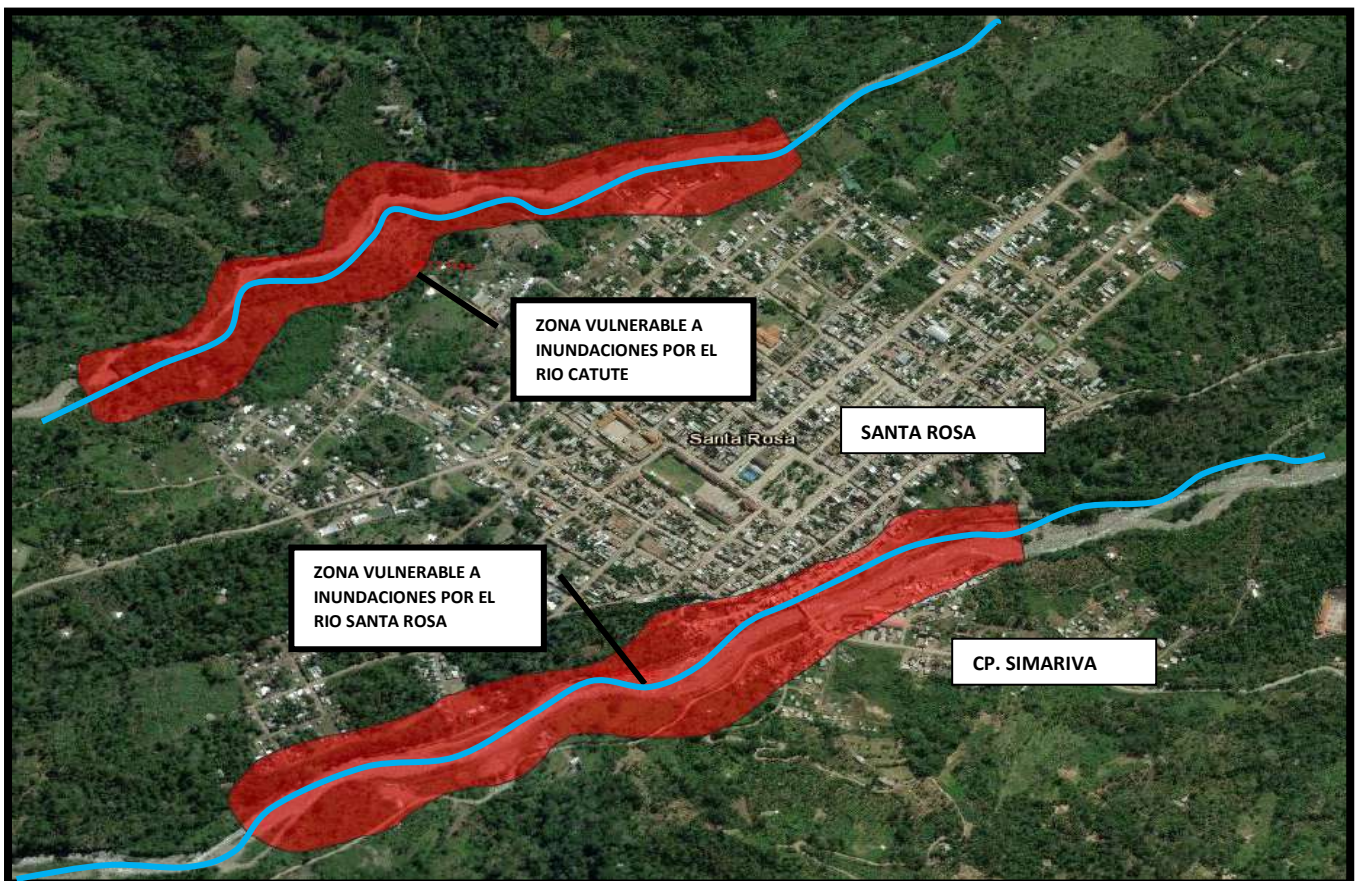 ZONA VULNERABLE A
INUNDACIONES POR EL
RIO CATUTE
Santa Rosa
SANTA ROSA
ZONA VULNERABLE A
INUNDACIONES POR EL
RIO SANTA ROSA
CP. SIMARIVA